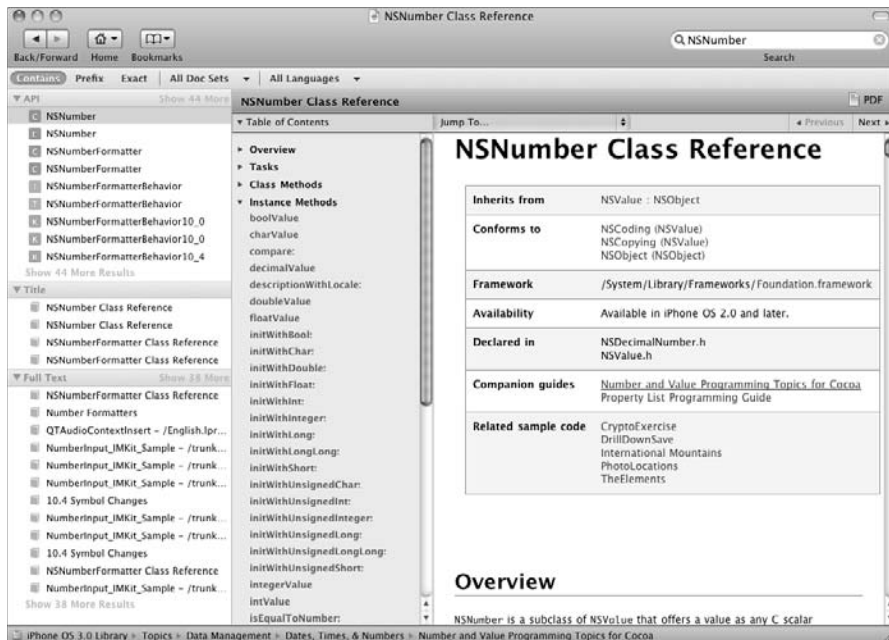 NSNumber Class Reference
Back/Forward Home Bookmarks
NSNumber
Search
Contains Prefix Exact All Doc Sets All Languages
API Show 44 More
NSNumber
NSNumber
NSNumberFormatter
NSNumberFormatter
NSNumberFormatterBehavior
NSNumberFormatterBehavior
NSNumberFormatterBehavior10_0
NSNumberFormatterBehavior10_0
NSNumberFormatterBehavior10_4
Show 44 More Results
Title
NSNumber Class Reference
NSNumber Class Reference
NSNumberFormatter Class Reference
NSNumberFormatter Class Reference
Full Text Show 38 More
NSNumberFormatter Class Reference
Number Formatters
QTAudioContextInsert – /English.lpr...
NumberInput_IMKit_Sample – /trunk...
NumberInput_IMKit_Sample – /trunk...
NumberInput_IMKit_Sample – /trunk...
10.4 Symbol Changes
NumberInput_IMKit_Sample – /trunk...
NumberInput_IMKit_Sample – /trunk...
10.4 Symbol Changes
NSNumberFormatter Class Reference
NumberInput_IMKit_Sample – /trunk...
Show 38 More Results
NSNumber Class Reference PDF
Table of Contents
Overview
Tasks
Class Methods
Instance Methods
boolValue
charValue
compare:
decimalValue
descriptionWithLocale:
doubleValue
floatValue
initWithBool:
initWithChar:
initWithDouble:
initWithFloat:
initWithInt:
initWithInteger:
initWithLong:
initWithLongLong:
initWithShort:
initWithUnsignedChar:
initWithUnsignedInt:
initWithUnsignedInteger:
initWithUnsignedLong:
initWithUnsignedLongLong:
initWithUnsignedShort:
integerValue
intValue
isEqualToNumber:
Jump To... Previous Next
NSNumber Class Reference
Inherits from NSValue : NSObject
Conforms to NSCoding (NSValue)
NSCopying (NSValue)
NSObject (NSObject)
Framework /System/Library/Frameworks/Foundation.framework
Availability Available in iPhone OS 2.0 and later.
Declared in NSDecimalNumber.h
NSValue.h
Companion guides Number and Value Programming Topics for Cocoa
Property List Programming Guide
Related sample code CryptoExercise
DrillDownSave
International Mountains
PhotoLocations
TheElements
Overview
NSNumber is a subclass of NSValue that offers a value as any C scalar
iPhone OS 3.0 Library Topics Data Management Dates, Times, & Numbers Number and Value Programming Topics for Cocoa